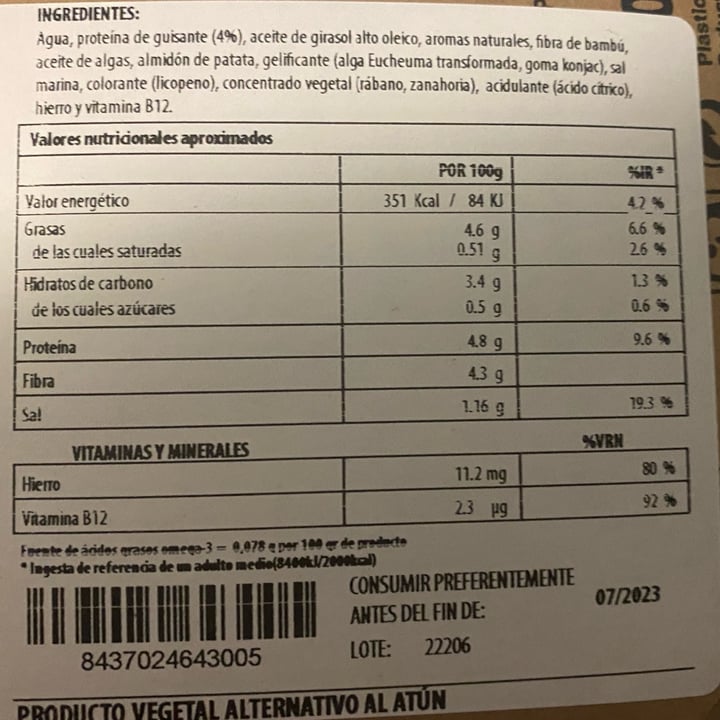 INGREDIENTES:
Agua, proteína de guisante (4%), aceite de girasol alto oleico, aromas naturales, fibra de bambú,
aceite de algas, almidón de patata, gelificante (alga Eucheuma transformada, goma konjac), sal
marina, colorante (licopeno), concentrado vegetal (rábano, zanahoria), acidulante (ácido cítrico),
hierro y vitamina B12.
Valores nutricionales aproximados
POR 100g %IR *
Valor energético 351 Kcal / 84 KJ 4.2 %
Grasas 4.6 g 6.6 %
de las cuales saturadas 0.51 g 2.6 %
Hidratos de carbono 3.4 g 1.3 %
de los cuales azúcares 0.5 g 0.6 %
Proteína 4.8 g 9.6 %
Fibra 4.3 g
Sal 1.16 g 19.3 %
VITAMINAS Y MINERALES %VRN
Hierro 11.2 mg 80 %
Vitamina B12 2.3 µg 92 %
Fuente de ácidos grasos omega-3 = 0,078 g por 100 gr de producto
* Ingesta de referencia de un adulto medio(8400kJ/2000kcal)
CONSUMIR PREFERENTEMENTE
ANTES DEL FIN DE: 07/2023
LOTE: 22206
8437024643005
PRODUCTO VEGETAL ALTERNATIVO AL ATÚN
Plastic